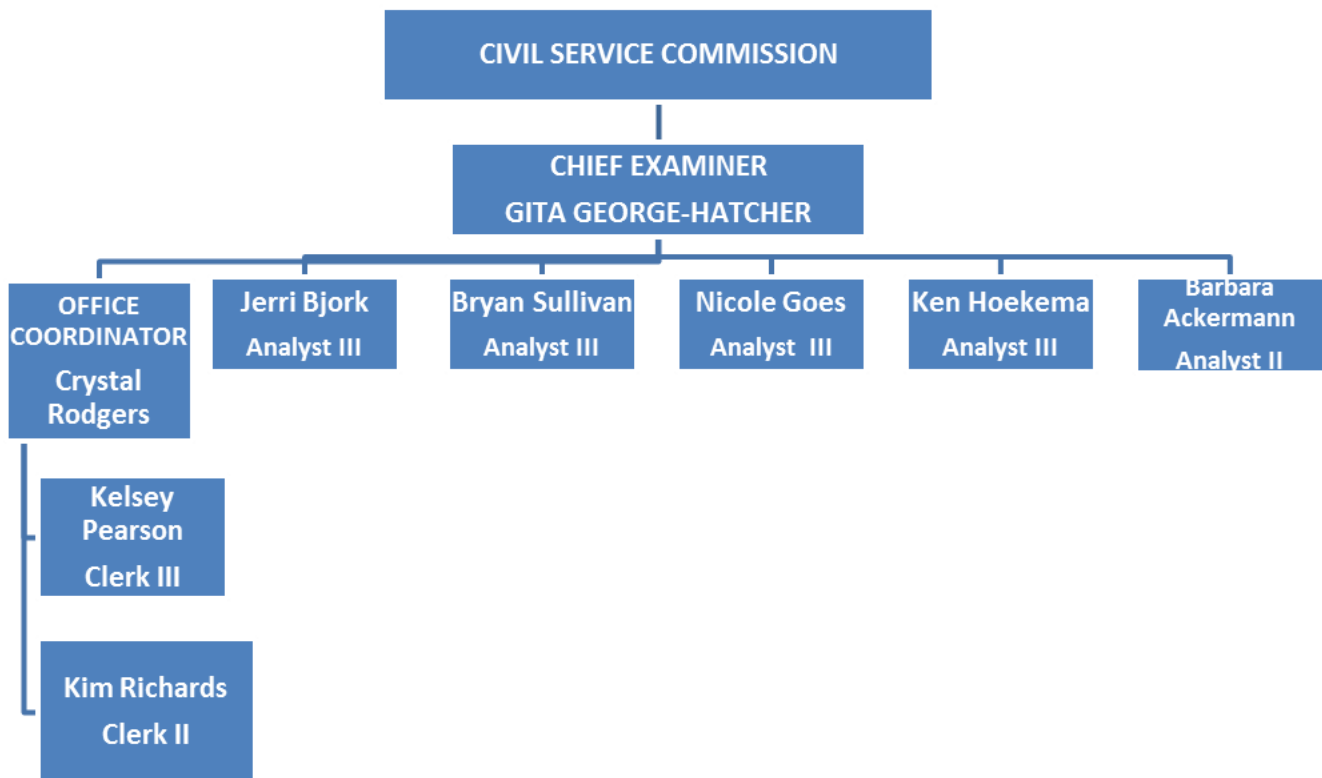 CIVIL SERVICE COMMISSION
CHIEF EXAMINER
GITA GEORGE-HATCHER
OFFICE
COORDINATOR
Crystal
Rodgers
Jerri Bjork
Analyst III
Bryan Sullivan
Analyst III
Nicole Goes
Analyst III
Ken Hoekema
Analyst III
Barbara
Ackermann
Analyst II
Kelsey
Pearson
Clerk III
Kim Richards
Clerk II